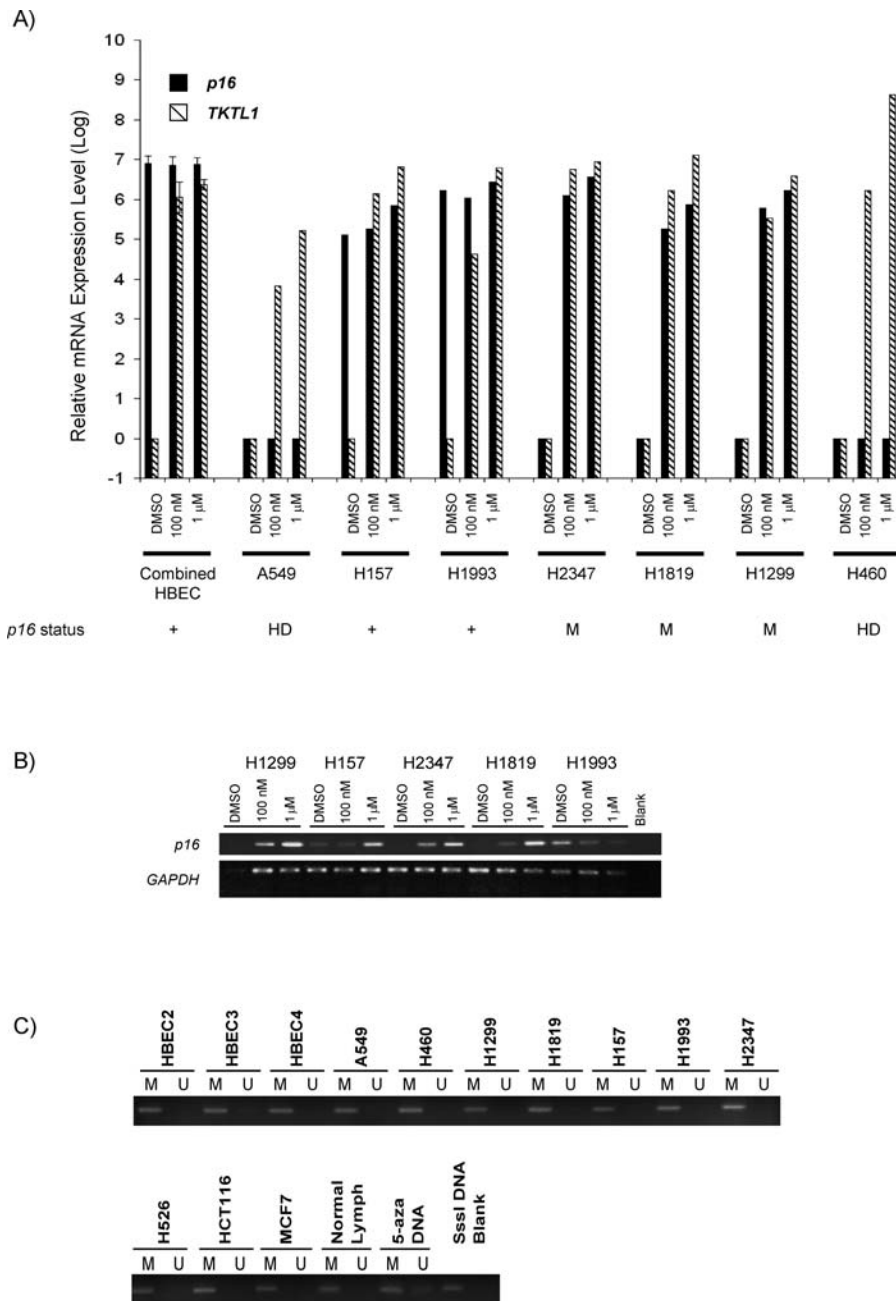 A)
10
9
8
7
6
5
4
3
2
1
0
-1
Relative mRNA Expression Level (Log)
p16
TKTL1
DMSO 100 nM 1 μM DMSO 100 nM 1 μM DMSO 100 nM 1 μM DMSO 100 nM 1 μM DMSO 100 nM 1 μM DMSO 100 nM 1 μM DMSO 100 nM 1 μM DMSO 100 nM 1 μM
Combined HBEC A549 H157 H1993 H2347 H1819 H1299 H460
p16 status + HD + + M M M HD
B)
H1299 H157 H2347 H1819 H1993
DMSO 100 nM 1 μM DMSO 100 nM 1 μM DMSO 100 nM 1 μM DMSO 100 nM 1 μM DMSO 100 nM 1 μM Blank
p16
GAPDH
C)
HBEC2 HBEC3 HBEC4 A549 H460 H1299 H1819 H157 H1993 H2347
M U M U M U M U M U M U M U M U M U M U
H526 HCT116 MCF7 Normal Lymph 5-aza DNA SssI DNA Blank
M U M U M U M U M U